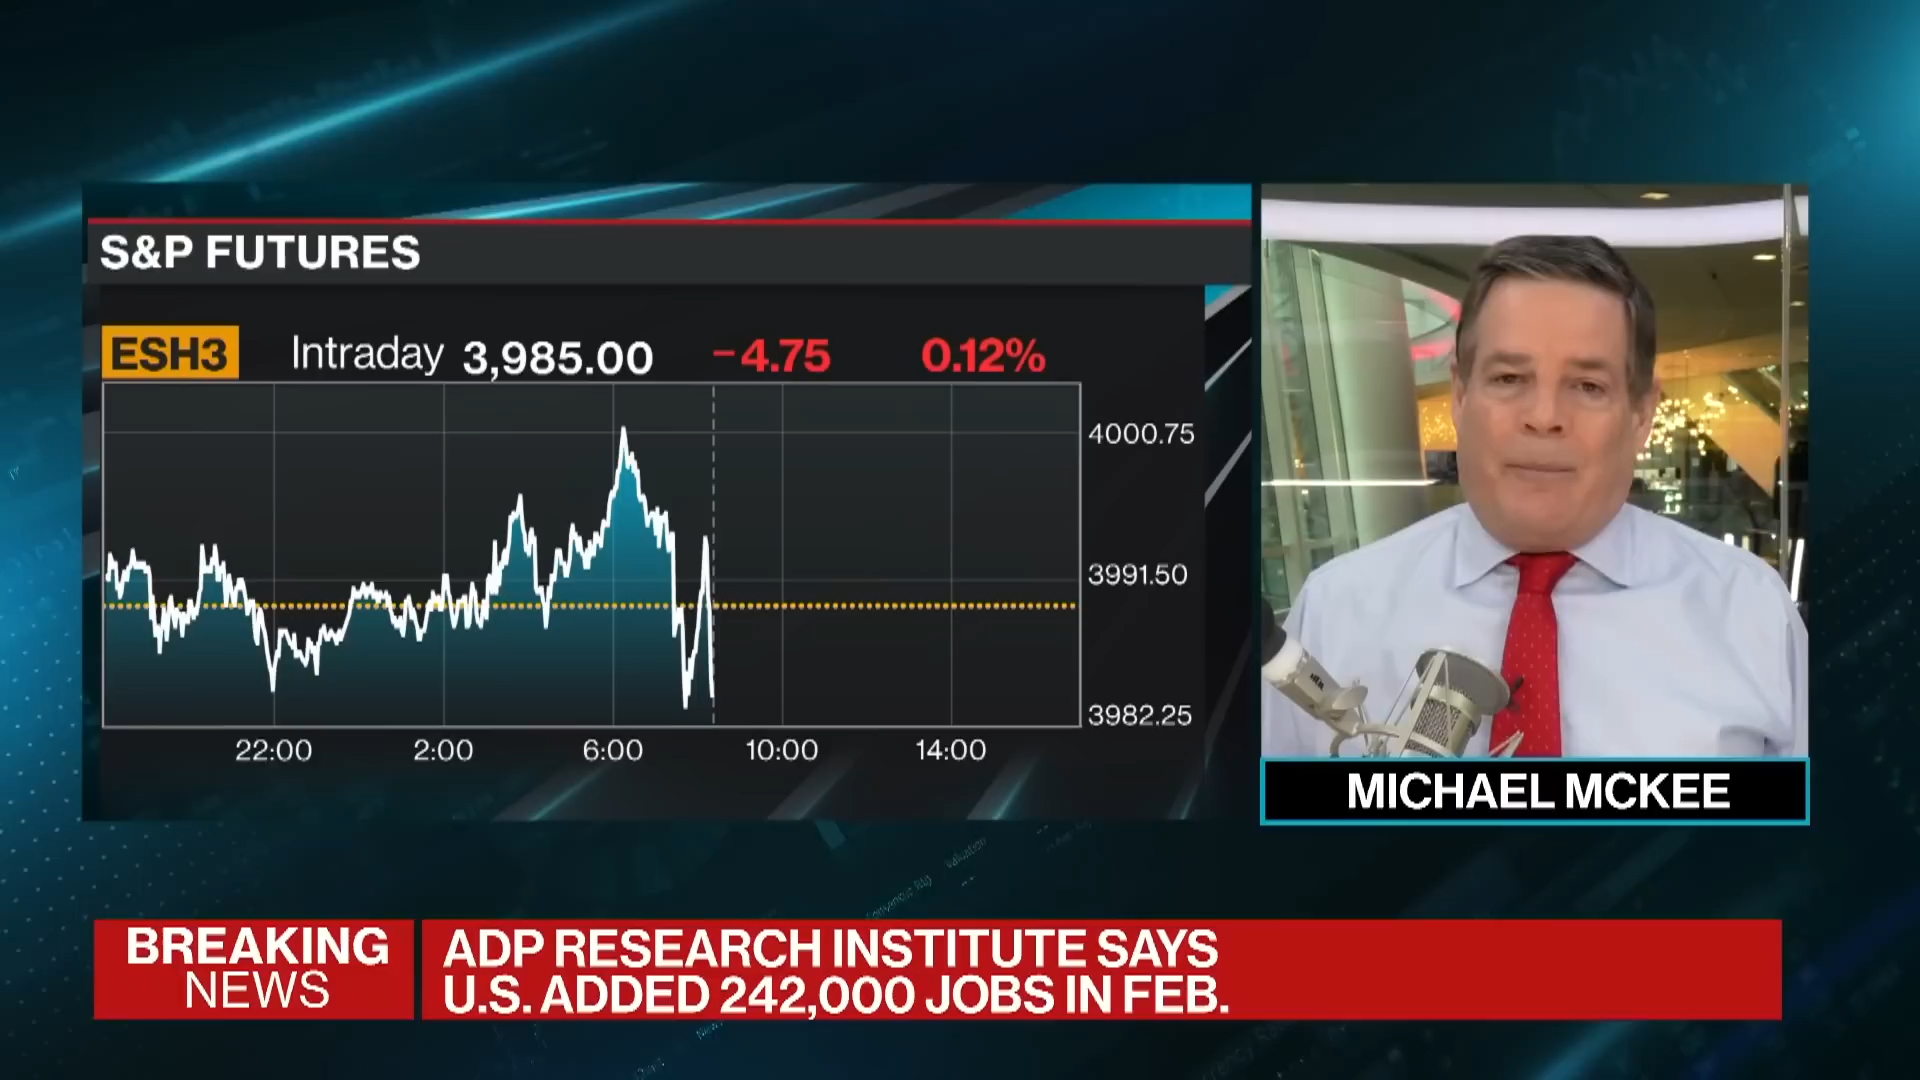 S&P FUTURES
ESH3 Intraday 3,985.00 −4.75 0.12%
4000.75
3991.50
3982.25
22:00 2:00 6:00 10:00 14:00
MICHAEL MCKEE
BREAKING
NEWS
ADP RESEARCH INSTITUTE SAYS
U.S. ADDED 242,000 JOBS IN FEB.